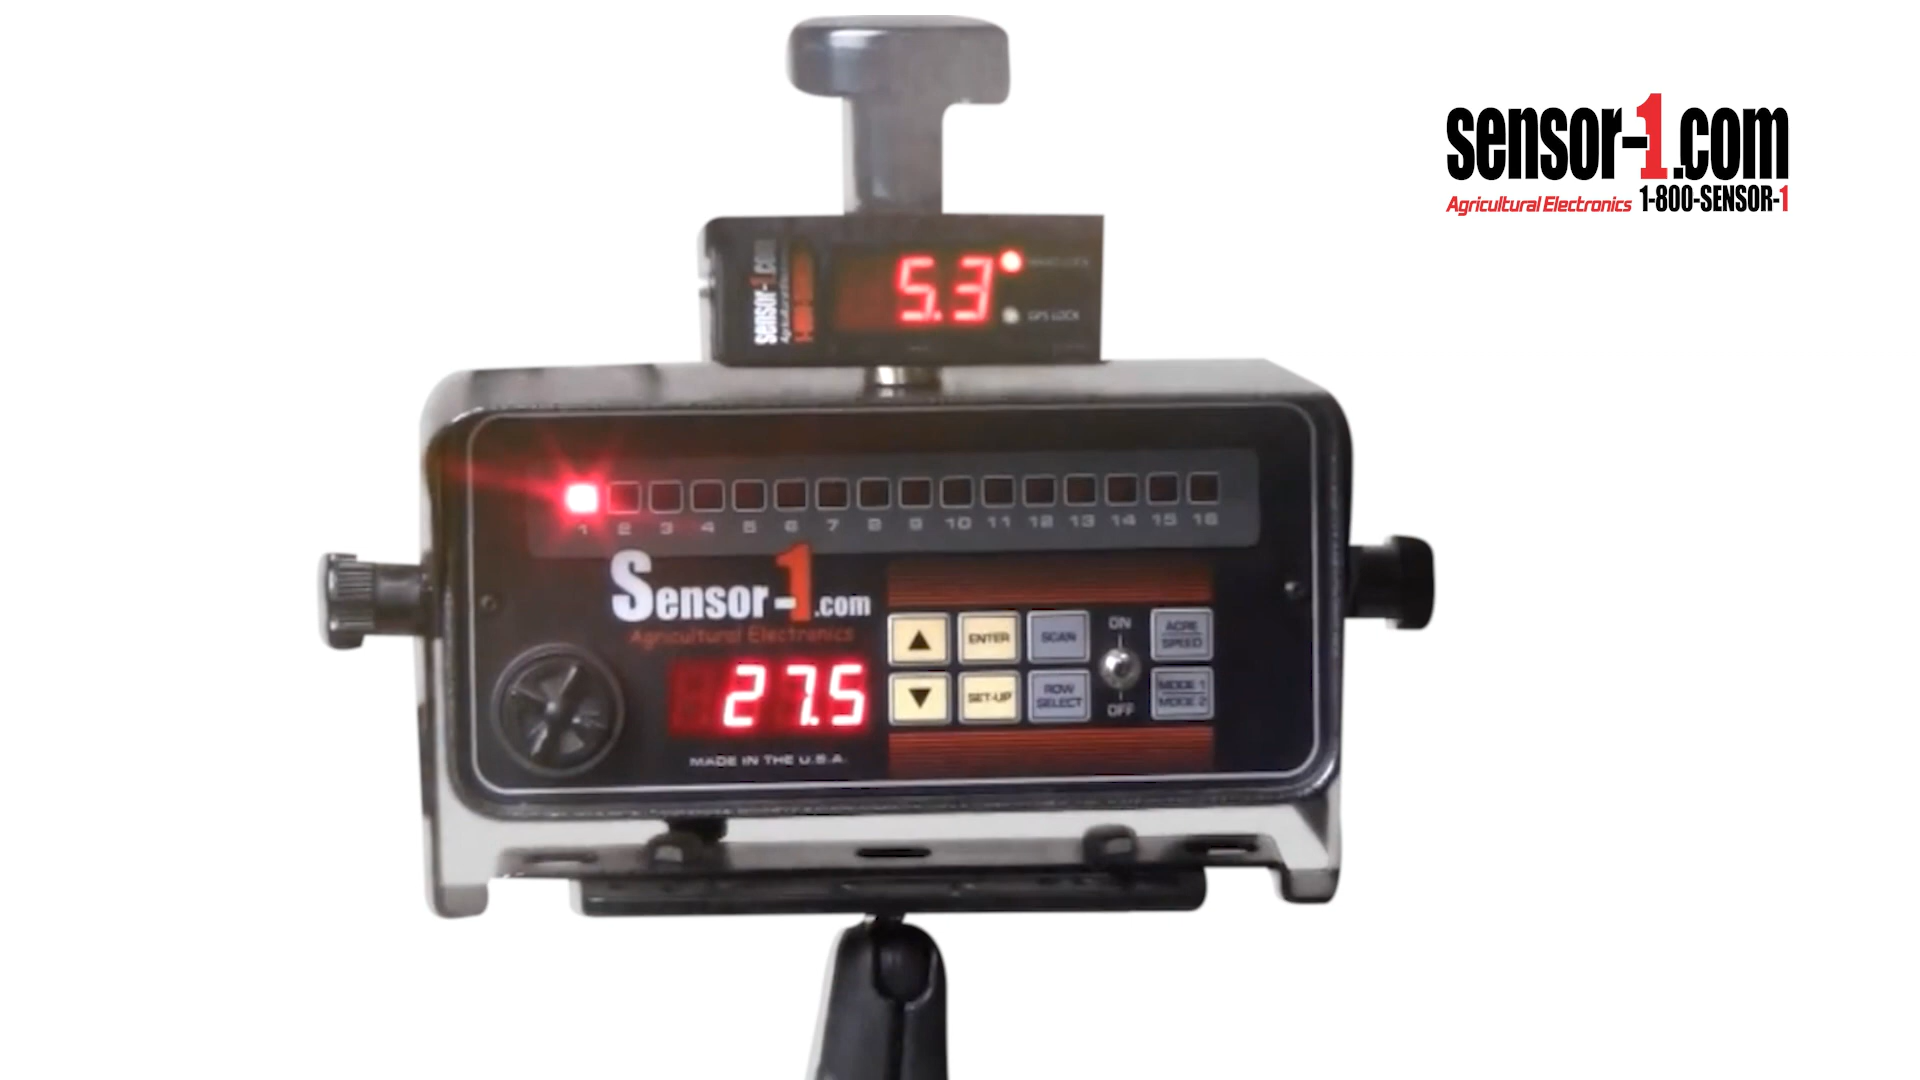 sensor-1.com
Agricultural Electronics 1-800-SENSOR-1
sensor-1.com
5.3
GPS LOCK
1 2 3 4 5 6 7 8 9 10 11 12 13 14 15 16
Sensor-1.com
Agricultural Electronics
27.5
MADE IN THE U.S.A.
▲ ENTER SCAN ON ACRE SPEED
▼ SET-UP ROW SELECT OFF MODE 1 MODE 2